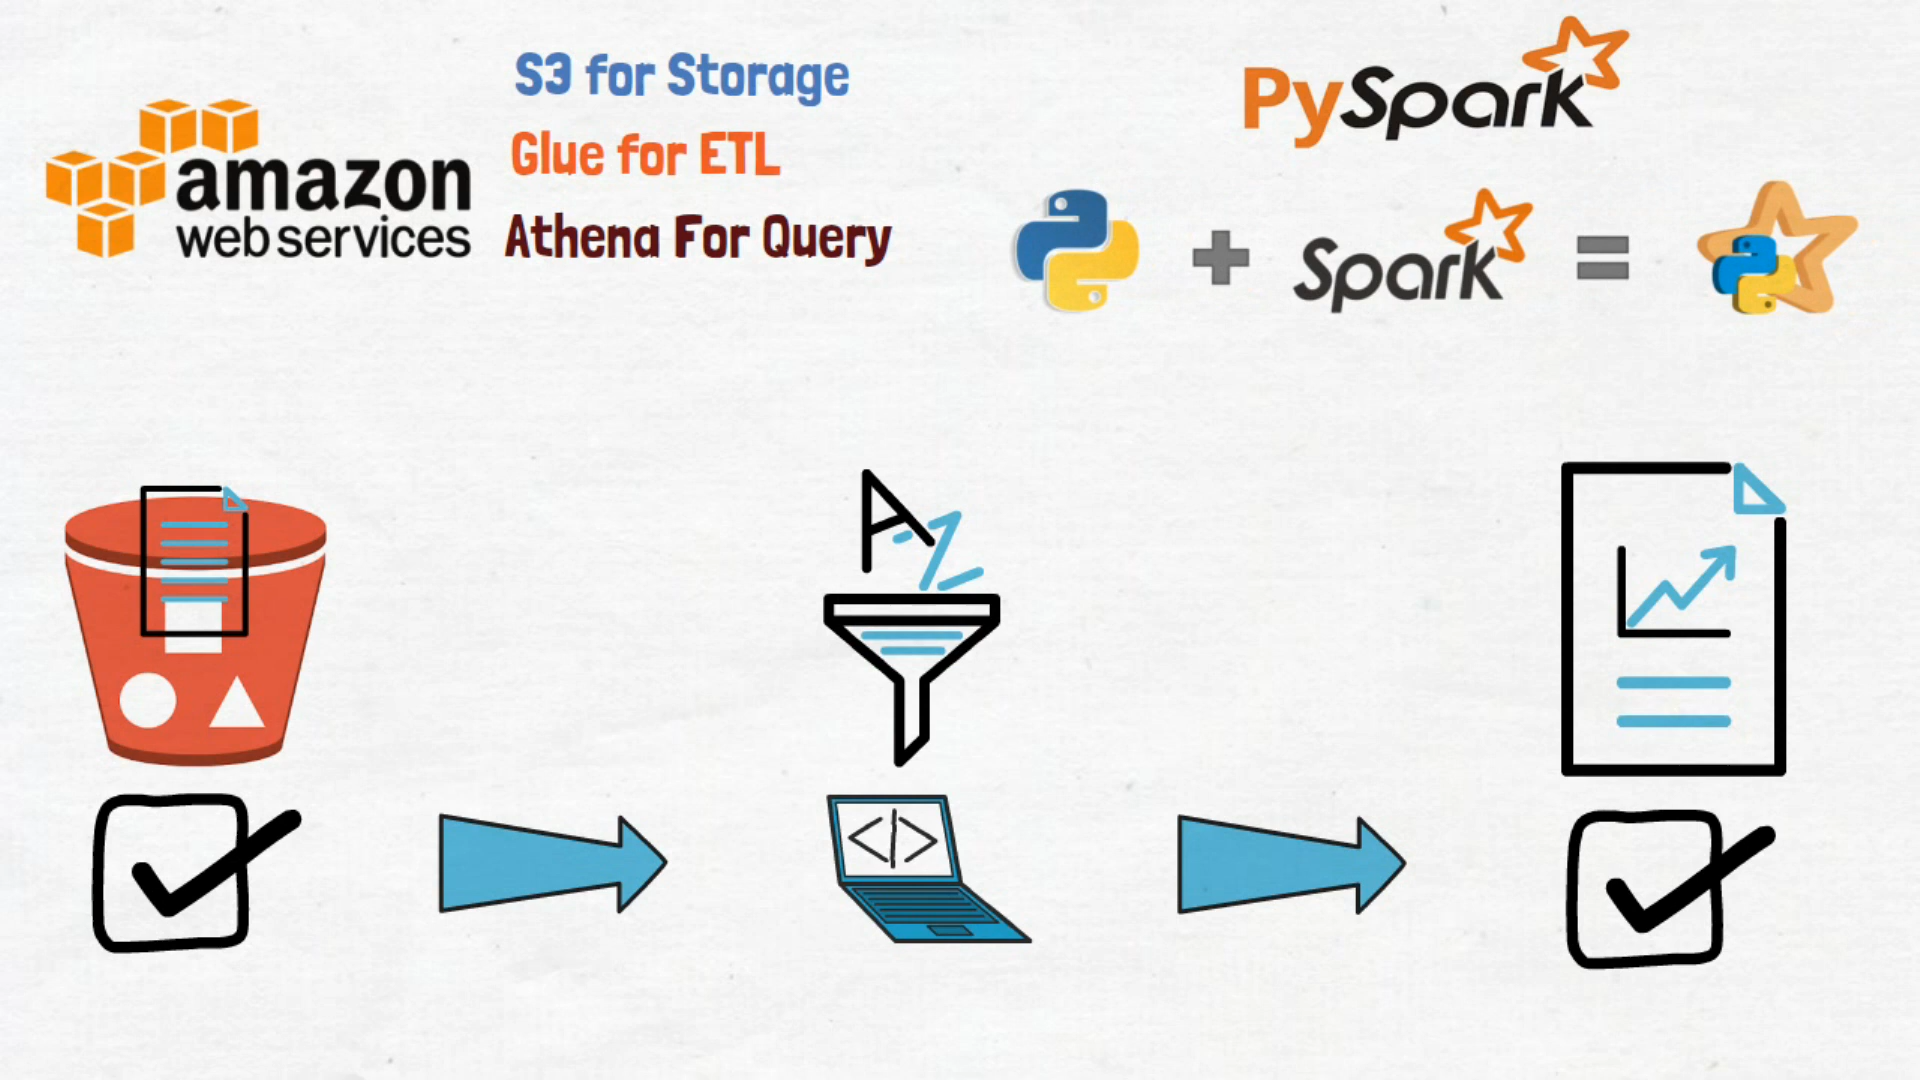 S3 for Storage
Glue for ETL
Athena For Query
amazon
web services
PySpark
Spark
A
Z
</>